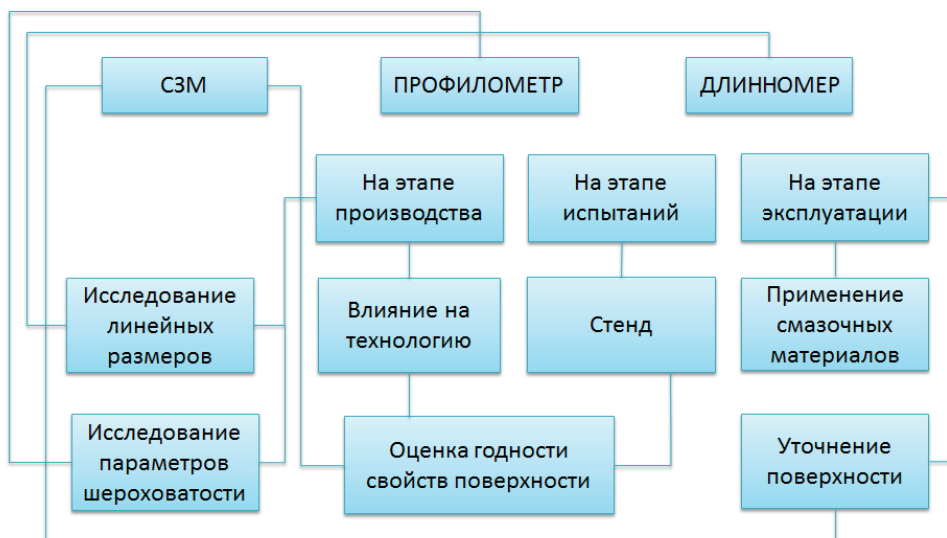 СЗМ
ПРОФИЛОМЕТР
ДЛИННОМЕР
На этапе
производства
На этапе
испытаний
На этапе
эксплуатации
Исследование
линейных
размеров
Влияние на
технологию
Стенд
Применение
смазочных
материалов
Исследование
параметров
шероховатости
Оценка годности
свойств поверхности
Уточнение
поверхности